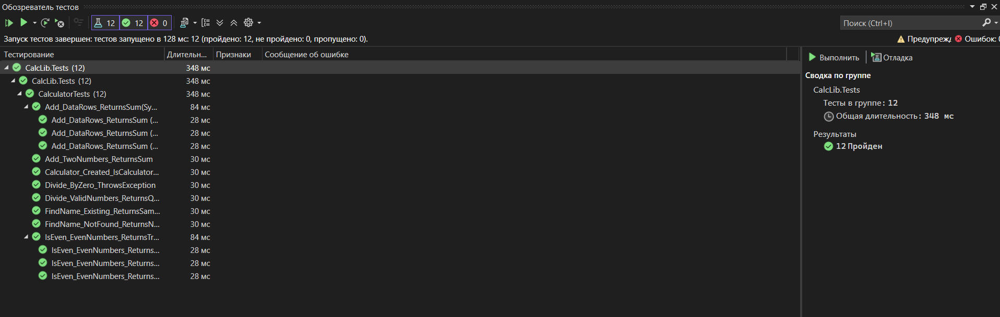 Обозреватель тестов
12 12 0
Поиск (Ctrl+I)
Запуск тестов завершен: тестов запущено в 128 мс: 12 (пройдено: 12, не пройдено: 0, пропущено: 0).
Предупреж Ошибок:
Тестирование Длительн... Признаки Сообщение об ошибке
CalcLib.Tests (12) 348 мс
CalcLib.Tests (12) 348 мс
CalculatorTests (12) 348 мс
Add_DataRows_ReturnsSum(Sy... 84 мс
Add_DataRows_ReturnsSum (... 28 мс
Add_DataRows_ReturnsSum (... 28 мс
Add_DataRows_ReturnsSum (... 28 мс
Add_TwoNumbers_ReturnsSum 30 мс
Calculator_Created_IsCalculator... 30 мс
Divide_ByZero_ThrowsException 30 мс
Divide_ValidNumbers_ReturnsQ... 30 мс
FindName_Existing_ReturnsSam... 30 мс
FindName_NotFound_ReturnsN... 30 мс
IsEven_EvenNumbers_ReturnsTr... 84 мс
IsEven_EvenNumbers_Returns... 28 мс
IsEven_EvenNumbers_Returns... 28 мс
IsEven_EvenNumbers_Returns... 28 мс
Выполнить Отладка
Сводка по группе
CalcLib.Tests
Тесты в группе: 12
Общая длительность: 348 мс
Результаты
12 Пройден